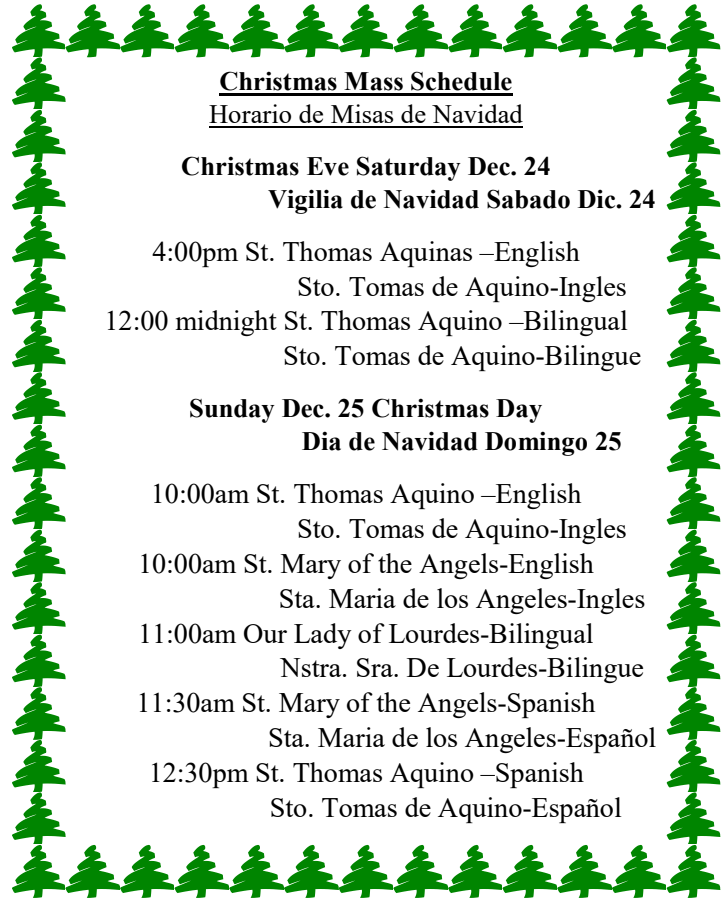 Christmas Mass Schedule
Horario de Misas de Navidad
Christmas Eve Saturday Dec. 24
Vigilia de Navidad Sabado Dic. 24
4:00pm St. Thomas Aquinas –English
Sto. Tomas de Aquino-Ingles
12:00 midnight St. Thomas Aquino –Bilingual
Sto. Tomas de Aquino-Bilingue
Sunday Dec. 25 Christmas Day
Dia de Navidad Domingo 25
10:00am St. Thomas Aquino –English
Sto. Tomas de Aquino-Ingles
10:00am St. Mary of the Angels-English
Sta. Maria de los Angeles-Ingles
11:00am Our Lady of Lourdes-Bilingual
Nstra. Sra. De Lourdes-Bilingue
11:30am St. Mary of the Angels-Spanish
Sta. Maria de los Angeles-Español
12:30pm St. Thomas Aquino –Spanish
Sto. Tomas de Aquino-Español